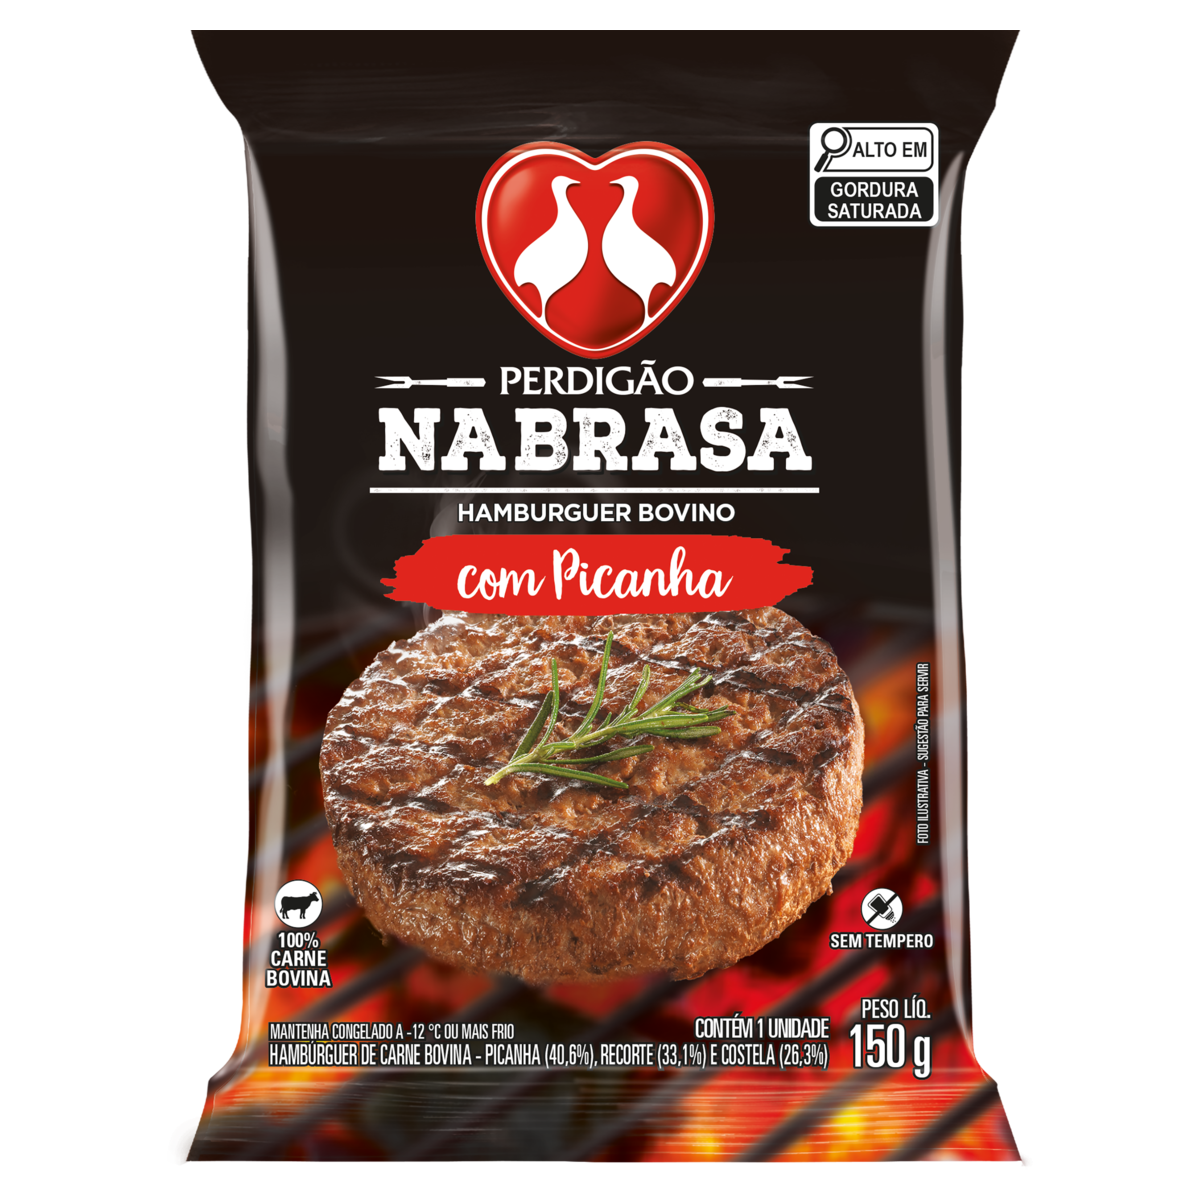 ALTO EM
GORDURA
SATURADA
PERDIGÃO
NABRASA
HAMBURGUER BOVINO
com Picanha
FOTO ILUSTRATIVA - SUGESTÃO PARA SERVIR
100%
CARNE
BOVINA
SEM TEMPERO
MANTENHA CONGELADO A -12 °C OU MAIS FRIO
HAMBÚRGUER DE CARNE BOVINA - PICANHA (40,6%), RECORTE (33,1%) E COSTELA (26,3%)
CONTÉM 1 UNIDADE
PESO LÍQ.
150 g